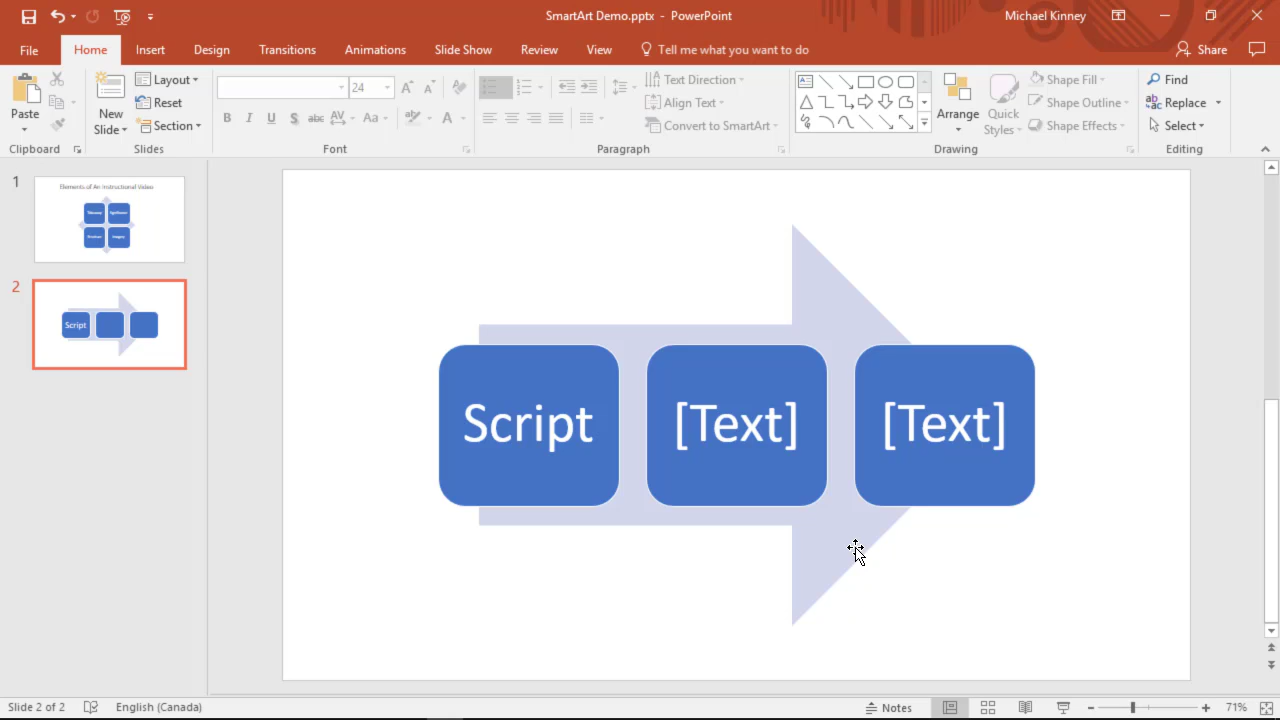 SmartArt Demo.pptx - PowerPoint
Michael Kinney
File Home Insert Design Transitions Animations Slide Show Review View Tell me what you want to do Share
Paste
Clipboard
New Slide
Layout
Reset
Section
Slides
24
B I U S abc AV Aa A
Font
Text Direction
Align Text
Convert to SmartArt
Paragraph
Arrange
Quick Styles
Shape Fill
Shape Outline
Shape Effects
Drawing
Find
Replace
Select
Editing
1
Elements of An Instructional Video
2
Script
Script [Text] [Text]
Slide 2 of 2 English (Canada) Notes 71%